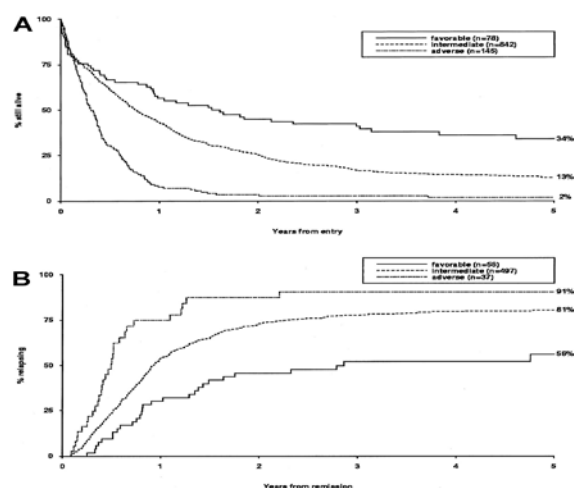 A
% still alive
100
75
50
25
0
favorable (n=78)
intermediate (n=842)
adverse (n=145)
34%
13%
2%
0 1 2 3 4 5
Years from entry
B
% relapsing
100
75
50
25
0
favorable (n=58)
intermediate (n=497)
adverse (n=37)
91%
81%
56%
0 1 2 3 4 5
Years from remission